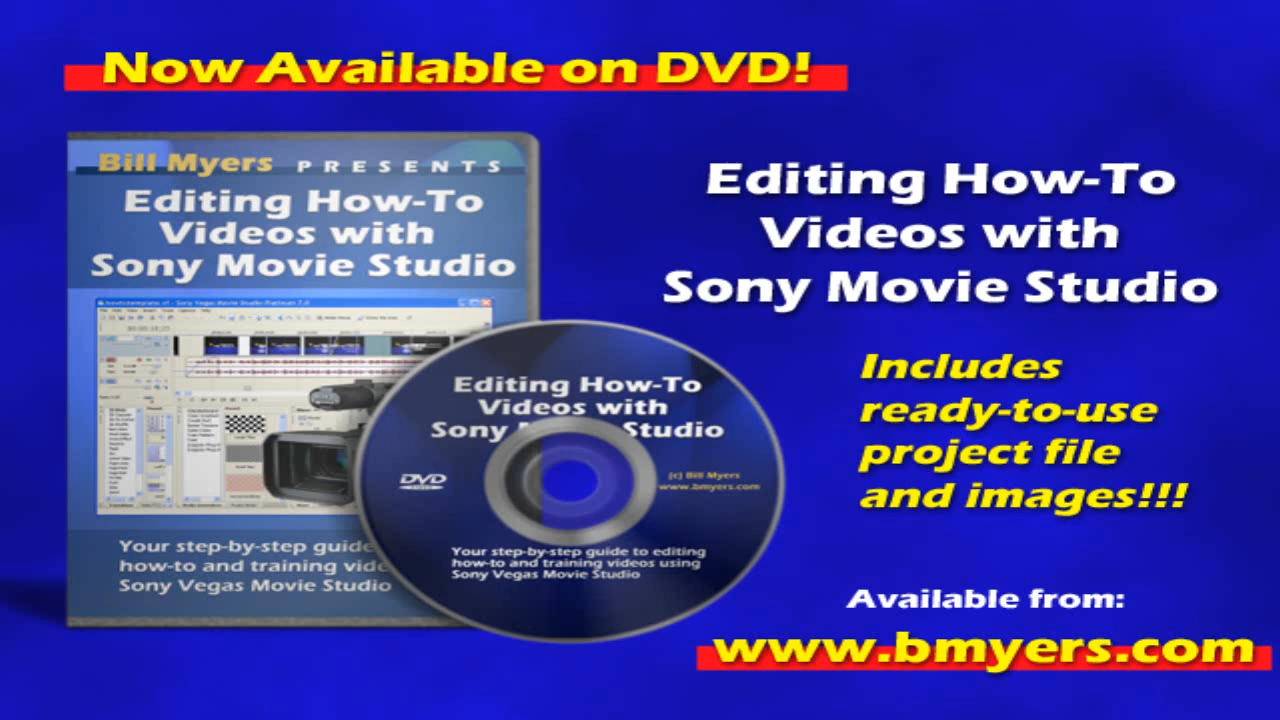 Now Available on DVD!
Bill Myers PRESENTS
Editing How-To
Videos with
Sony Movie Studio
Your step-by-step guide
how-to and training
Sony Vegas Movie Studio
Editing How-To
Videos with
Sony Studio
DVD
VIDEO
(c) Bill Myers
www.bmyers.com
Your step-by-step guide to editing
how-to and training videos using
Sony Vegas Movie Studio
Editing How-To
Videos with
Sony Movie Studio
Includes
ready-to-use
project file
and images!!!
Available from:
www.bmyers.com